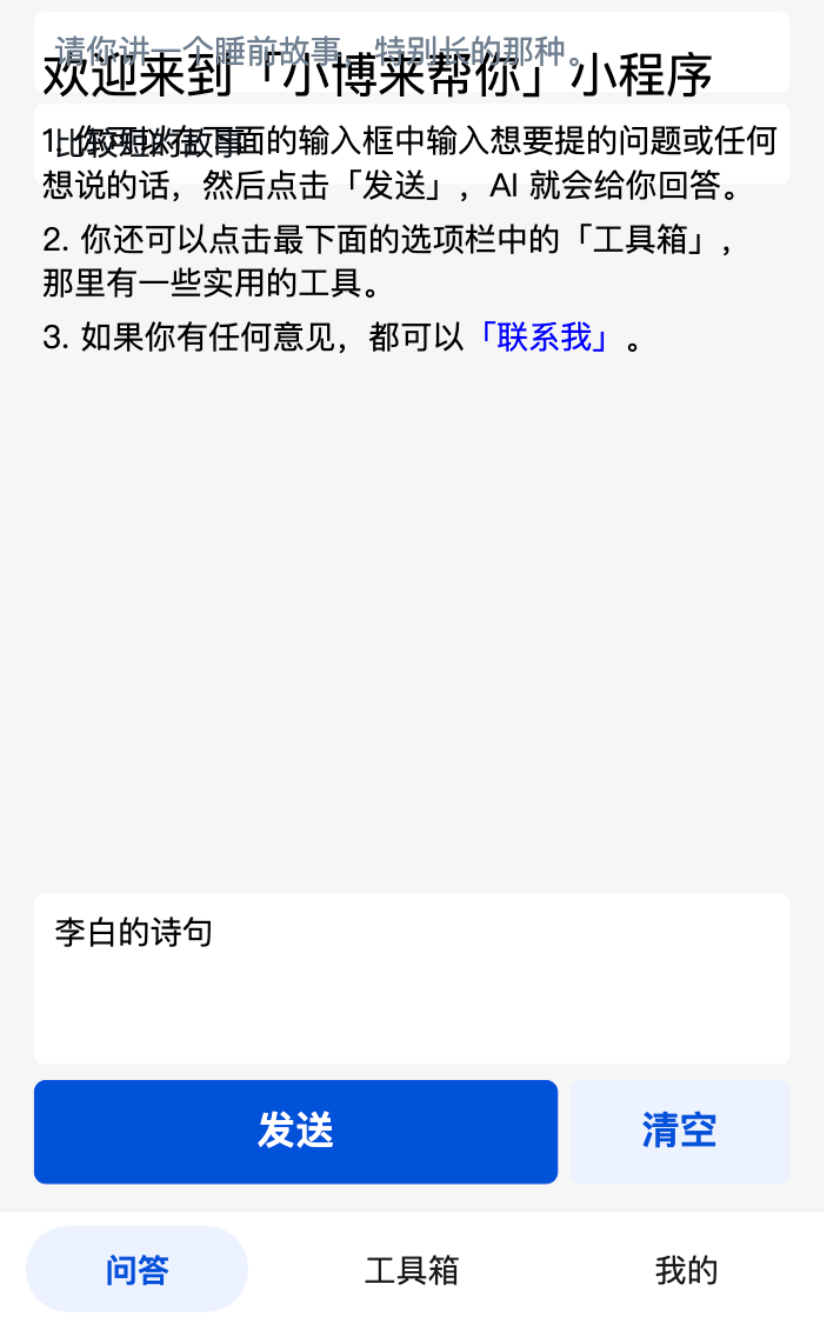 请你讲一个睡前故事，特别长的那种。
欢迎来到「小博来帮你」小程序
比较短的故事
1. 你可以在下面的输入框中输入想要提的问题或任何
想说的话，然后点击「发送」，AI 就会给你回答。
2. 你还可以点击最下面的选项栏中的「工具箱」，
那里有一些实用的工具。
3. 如果你有任何意见，都可以「联系我」。
李白的诗句
发送
清空
问答
工具箱
我的